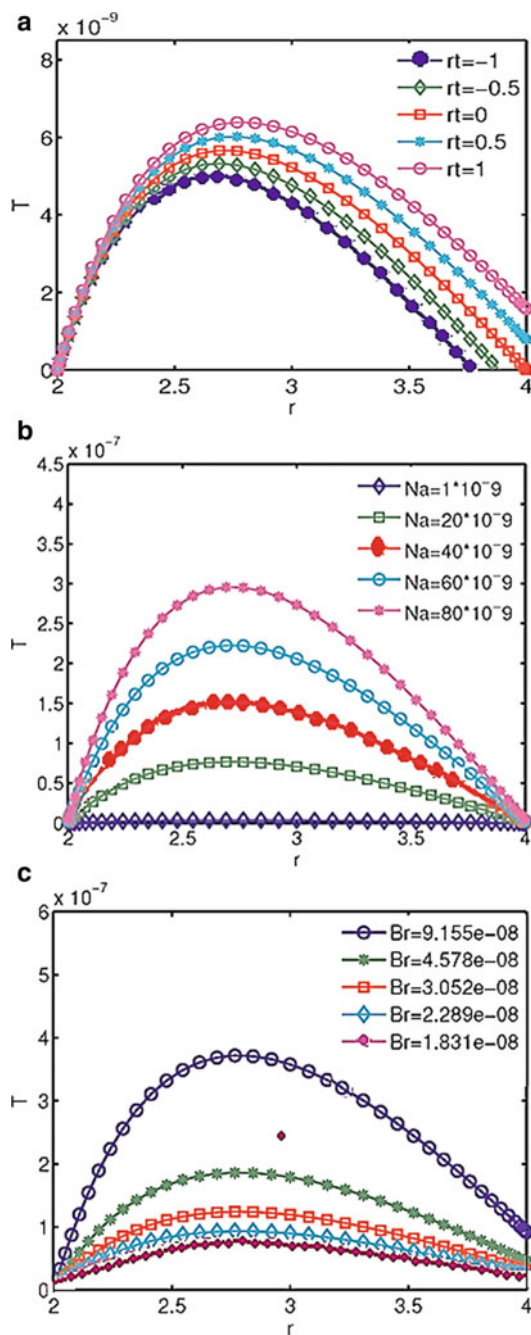 a
x 10⁻⁹
8
6
4
2
0
T
rt=−1
rt=−0.5
rt=0
rt=0.5
rt=1
2 2.5 3 3.5 4
r
b
x 10⁻⁷
4.5
4
3.5
3
2.5
2
1.5
1
0.5
0
T
Na=1*10⁻⁹
Na=20*10⁻⁹
Na=40*10⁻⁹
Na=60*10⁻⁹
Na=80*10⁻⁹
2 2.5 3 3.5 4
r
c
x 10⁻⁷
6
5
4
3
2
1
0
T
Br=9.155e−08
Br=4.578e−08
Br=3.052e−08
Br=2.289e−08
Br=1.831e−08
2 2.5 3 3.5 4
r